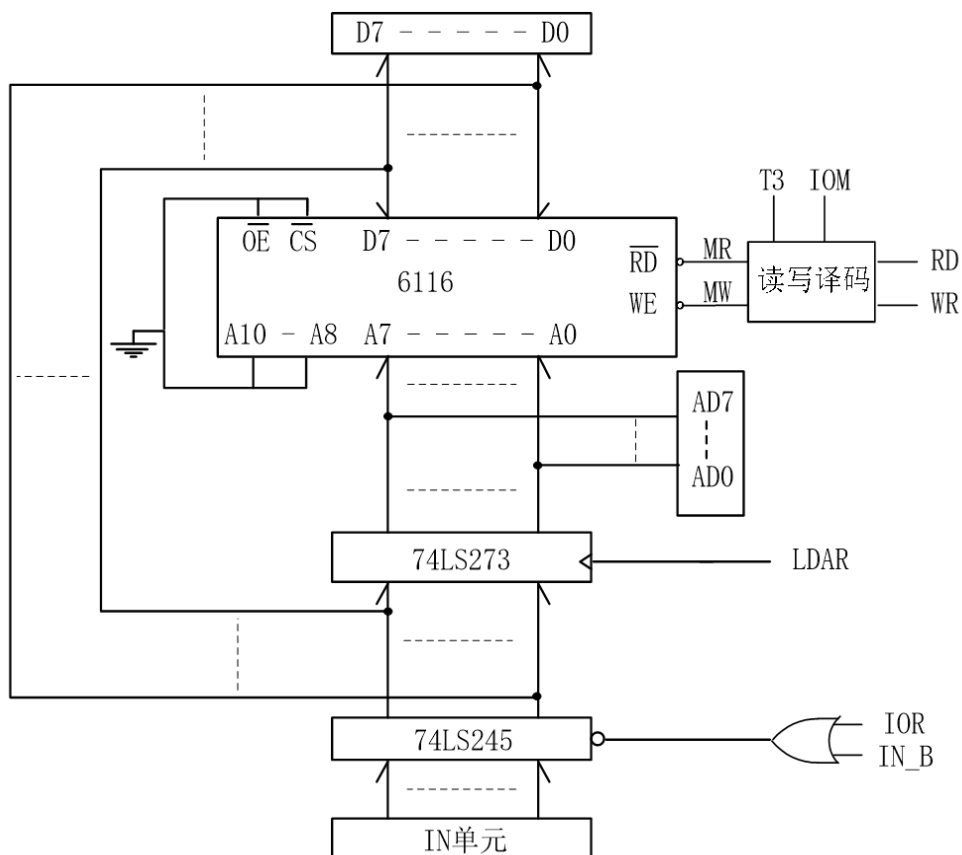 D7 - - - - - D0
T3 IOM
OE CS D7 - - - - - D0
RD MR 读写译码 RD
6116
WE MW WR
A10 - A8 A7 - - - - - A0
AD7
AD0
74LS273 LDAR
74LS245 IOR
IN_B
IN单元